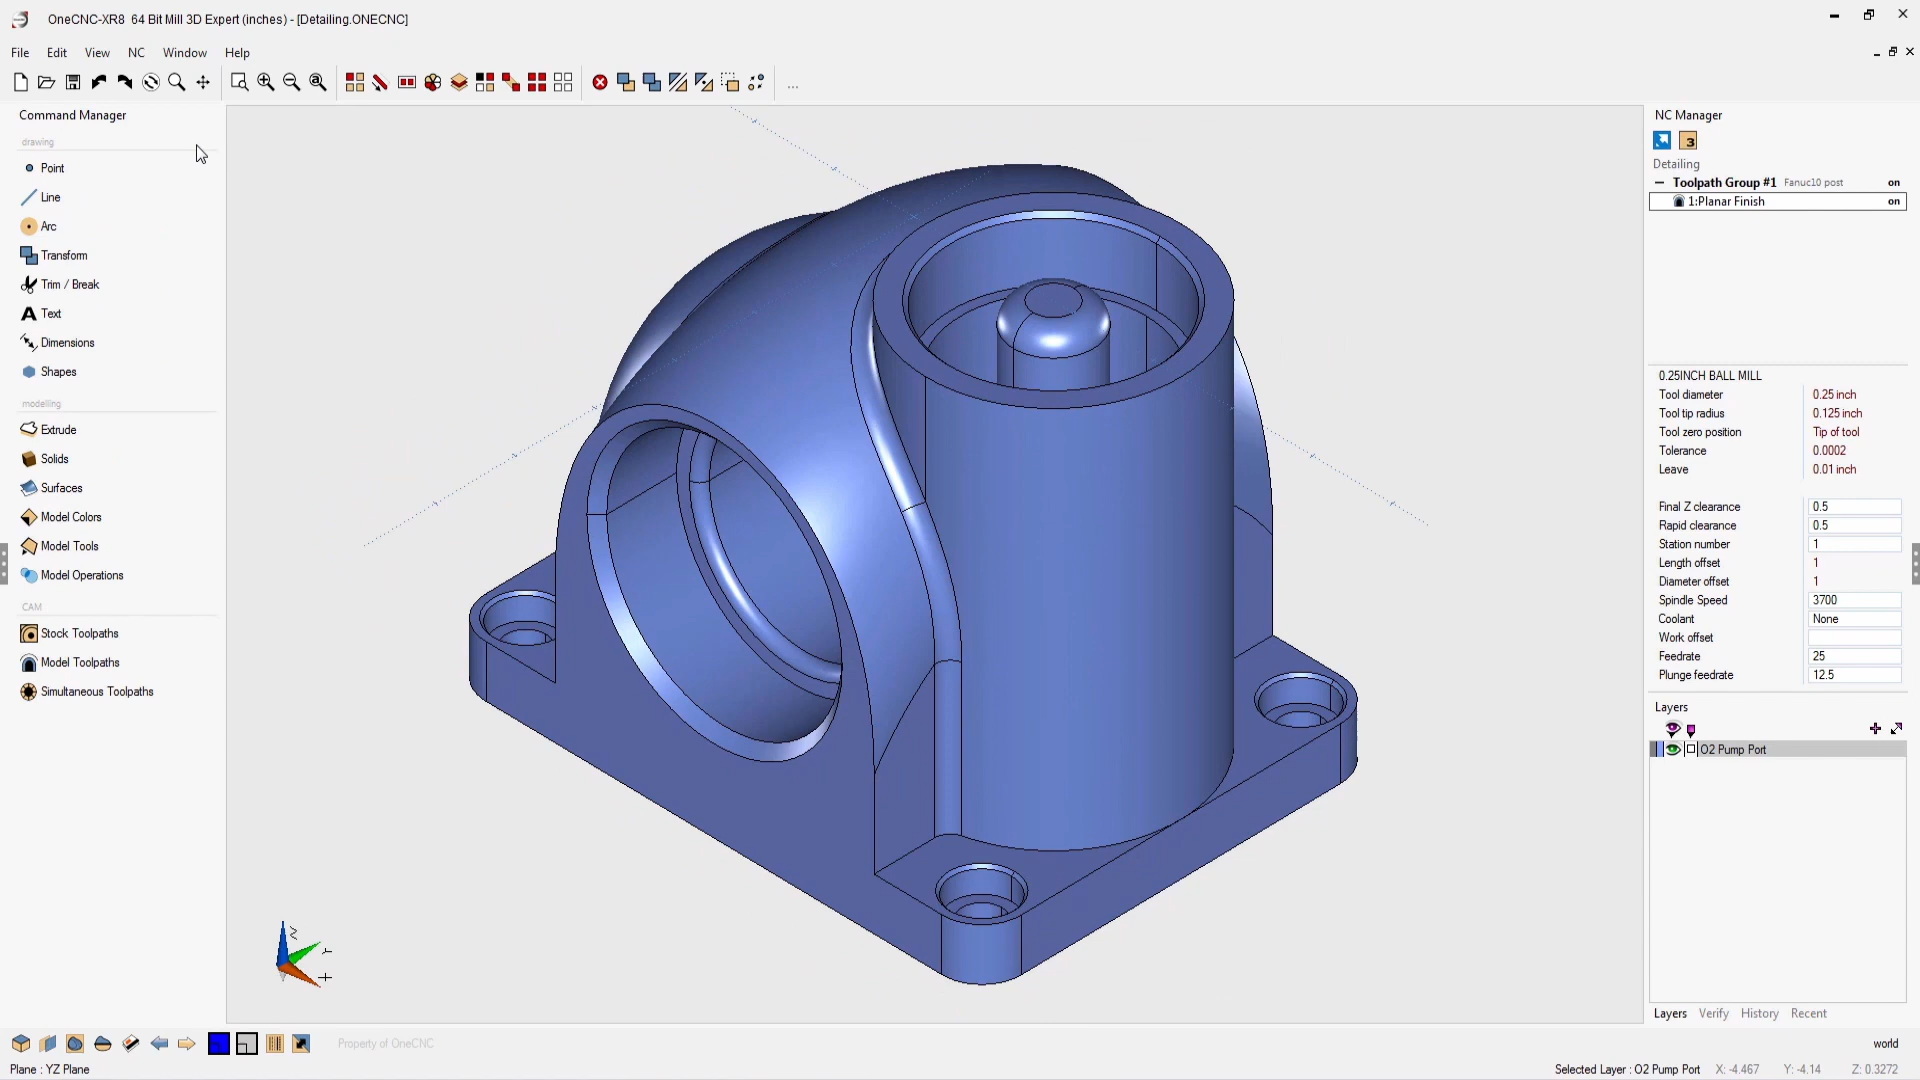 OneCNC-XR8 64 Bit Mill 3D Expert (inches) - [Detailing.ONECNC]
File Edit View NC Window Help
...
Command Manager
drawing
Point
Line
Arc
Transform
Trim / Break
Text
Dimensions
Shapes
modelling
Extrude
Solids
Surfaces
Model Colors
Model Tools
Model Operations
CAM
Stock Toolpaths
Model Toolpaths
Simultaneous Toolpaths
NC Manager
3
Detailing
Toolpath Group #1 Fanuc10 post on
1:Planar Finish on
0.25INCH BALL MILL
Tool diameter 0.25 inch
Tool tip radius 0.125 inch
Tool zero position Tip of tool
Tolerance 0.0002
Leave 0.01 inch
Final Z clearance 0.5
Rapid clearance 0.5
Station number 1
Length offset 1
Diameter offset 1
Spindle Speed 3700
Coolant None
Work offset
Feedrate 25
Plunge feedrate 12.5
Layers
O2 Pump Port
Layers Verify History Recent
Property of OneCNC
world
Plane : YZ Plane
Selected Layer : O2 Pump Port X: -4.467 Y: -4.14 Z: 0.3272